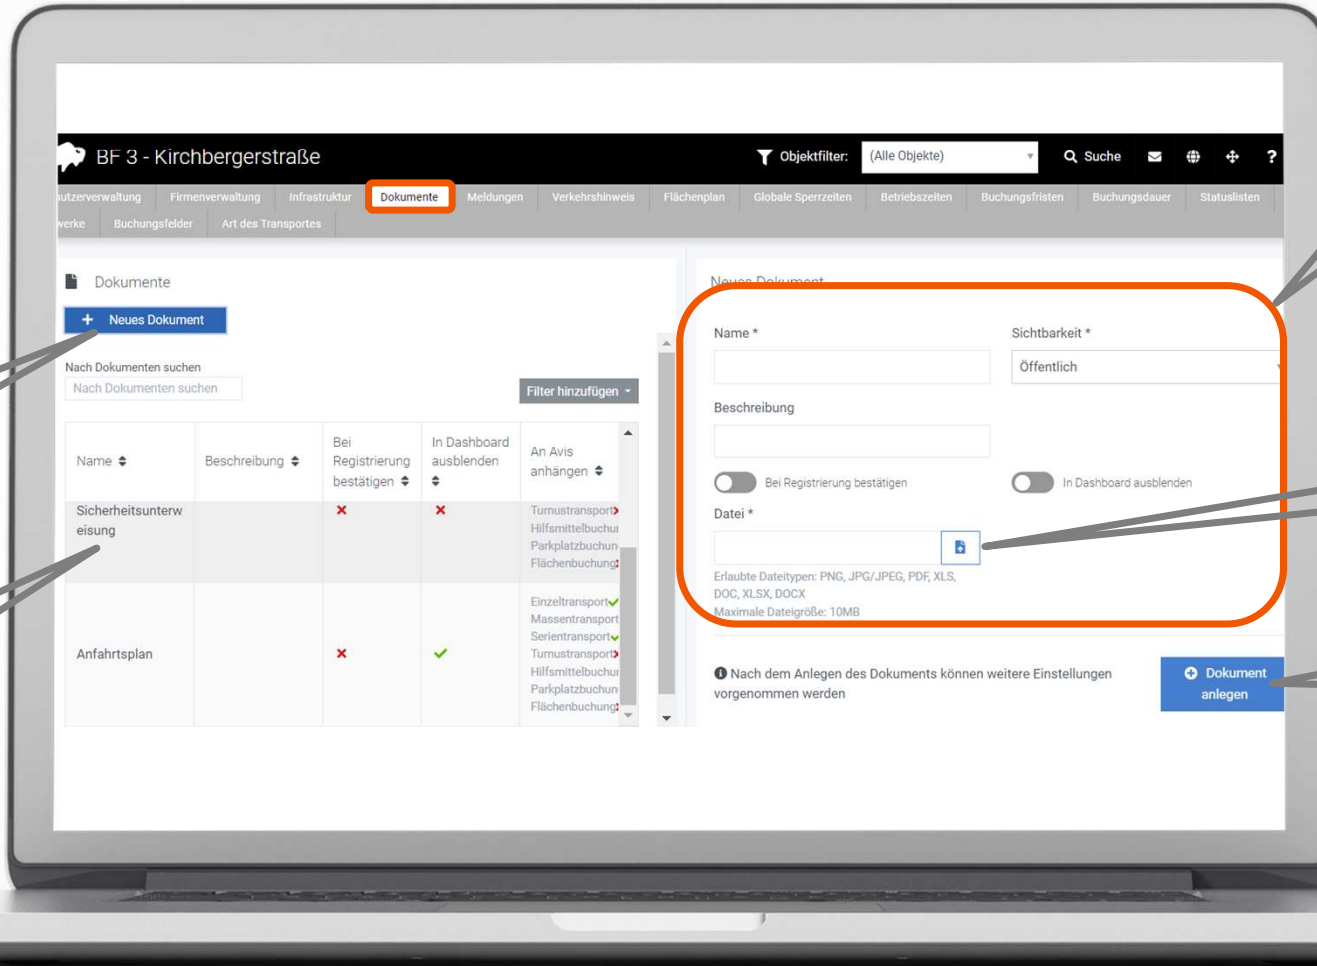 BF 3 - Kirchbergerstraße
Objektfilter:
(Alle Objekte)
Suche
?
utzerverwaltung
Firmenverwaltung
Infrastruktur
Dokumente
Meldungen
Verkehrshinweis
Flächenplan
Globale Sperrzeiten
Betriebszeiten
Buchungsfristen
Buchungsdauer
Statuslisten
werke
Buchungsfelder
Art des Transportes
Dokumente
+ Neues Dokument
Nach Dokumenten suchen
Nach Dokumenten suchen
Filter hinzufügen
Name
Beschreibung
Bei
Registrierung
bestätigen
In Dashboard
ausblenden
An Avis
anhängen
Sicherheitsunterw
eisung
Turnustransport
Hilfsmittelbuchu
Parkplatzbuchun
Flächenbuchung
Anfahrtsplan
Einzeltransport
Massentransport
Serientransport
Turnustransport
Hilfsmittelbuchu
Parkplatzbuchun
Flächenbuchung
Neues Dokument
Name *
Sichtbarkeit *
Öffentlich
Beschreibung
Bei Registrierung bestätigen
In Dashboard ausblenden
Datei *
Erlaubte Dateitypen: PNG, JPG/JPEG, PDF, XLS,
DOC, XLSX, DOCX
Maximale Dateigröße: 10MB
Nach dem Anlegen des Dokuments können weitere Einstellungen
vorgenommen werden
Dokument
anlegen